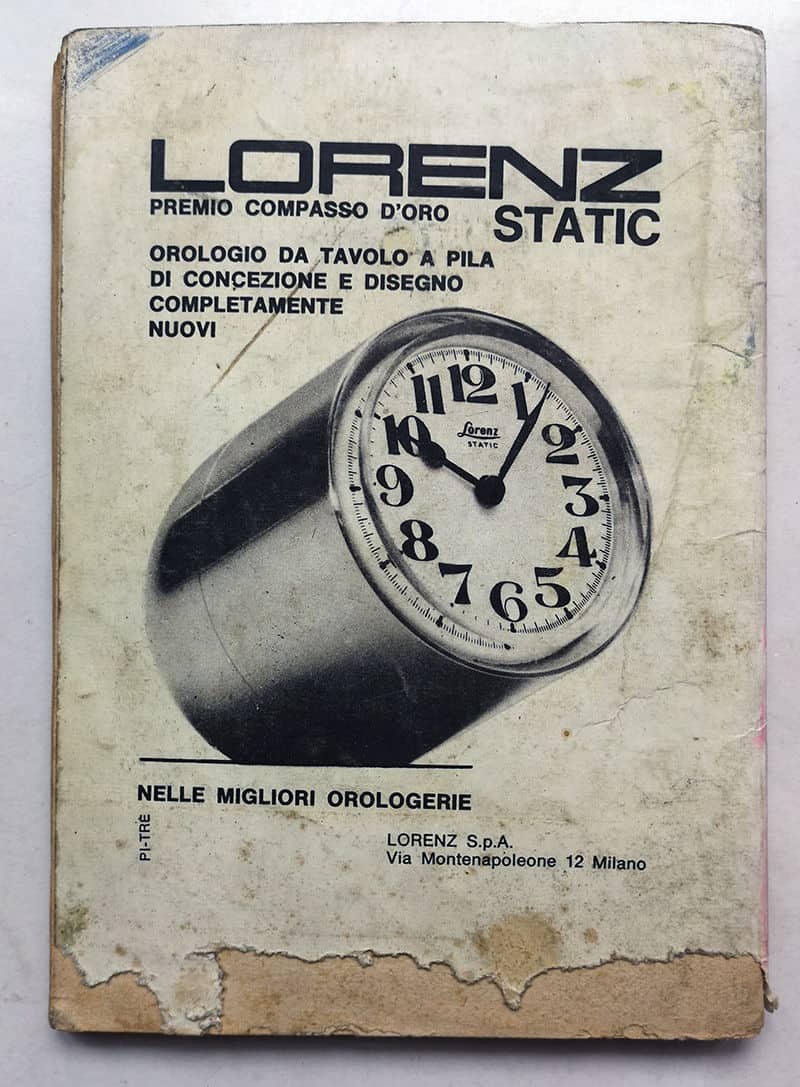 LORENZ
PREMIO COMPASSO D'ORO
STATIC
OROLOGIO DA TAVOLO A PILA
DI CONCEZIONE E DISEGNO
COMPLETAMENTE
NUOVI
12
1
2
3
4
5
6
7
8
9
10
11
Lorenz
STATIC
NELLE MIGLIORI OROLOGERIE
PI-TRÈ
LORENZ S.p.A.
Via Montenapoleone 12 Milano